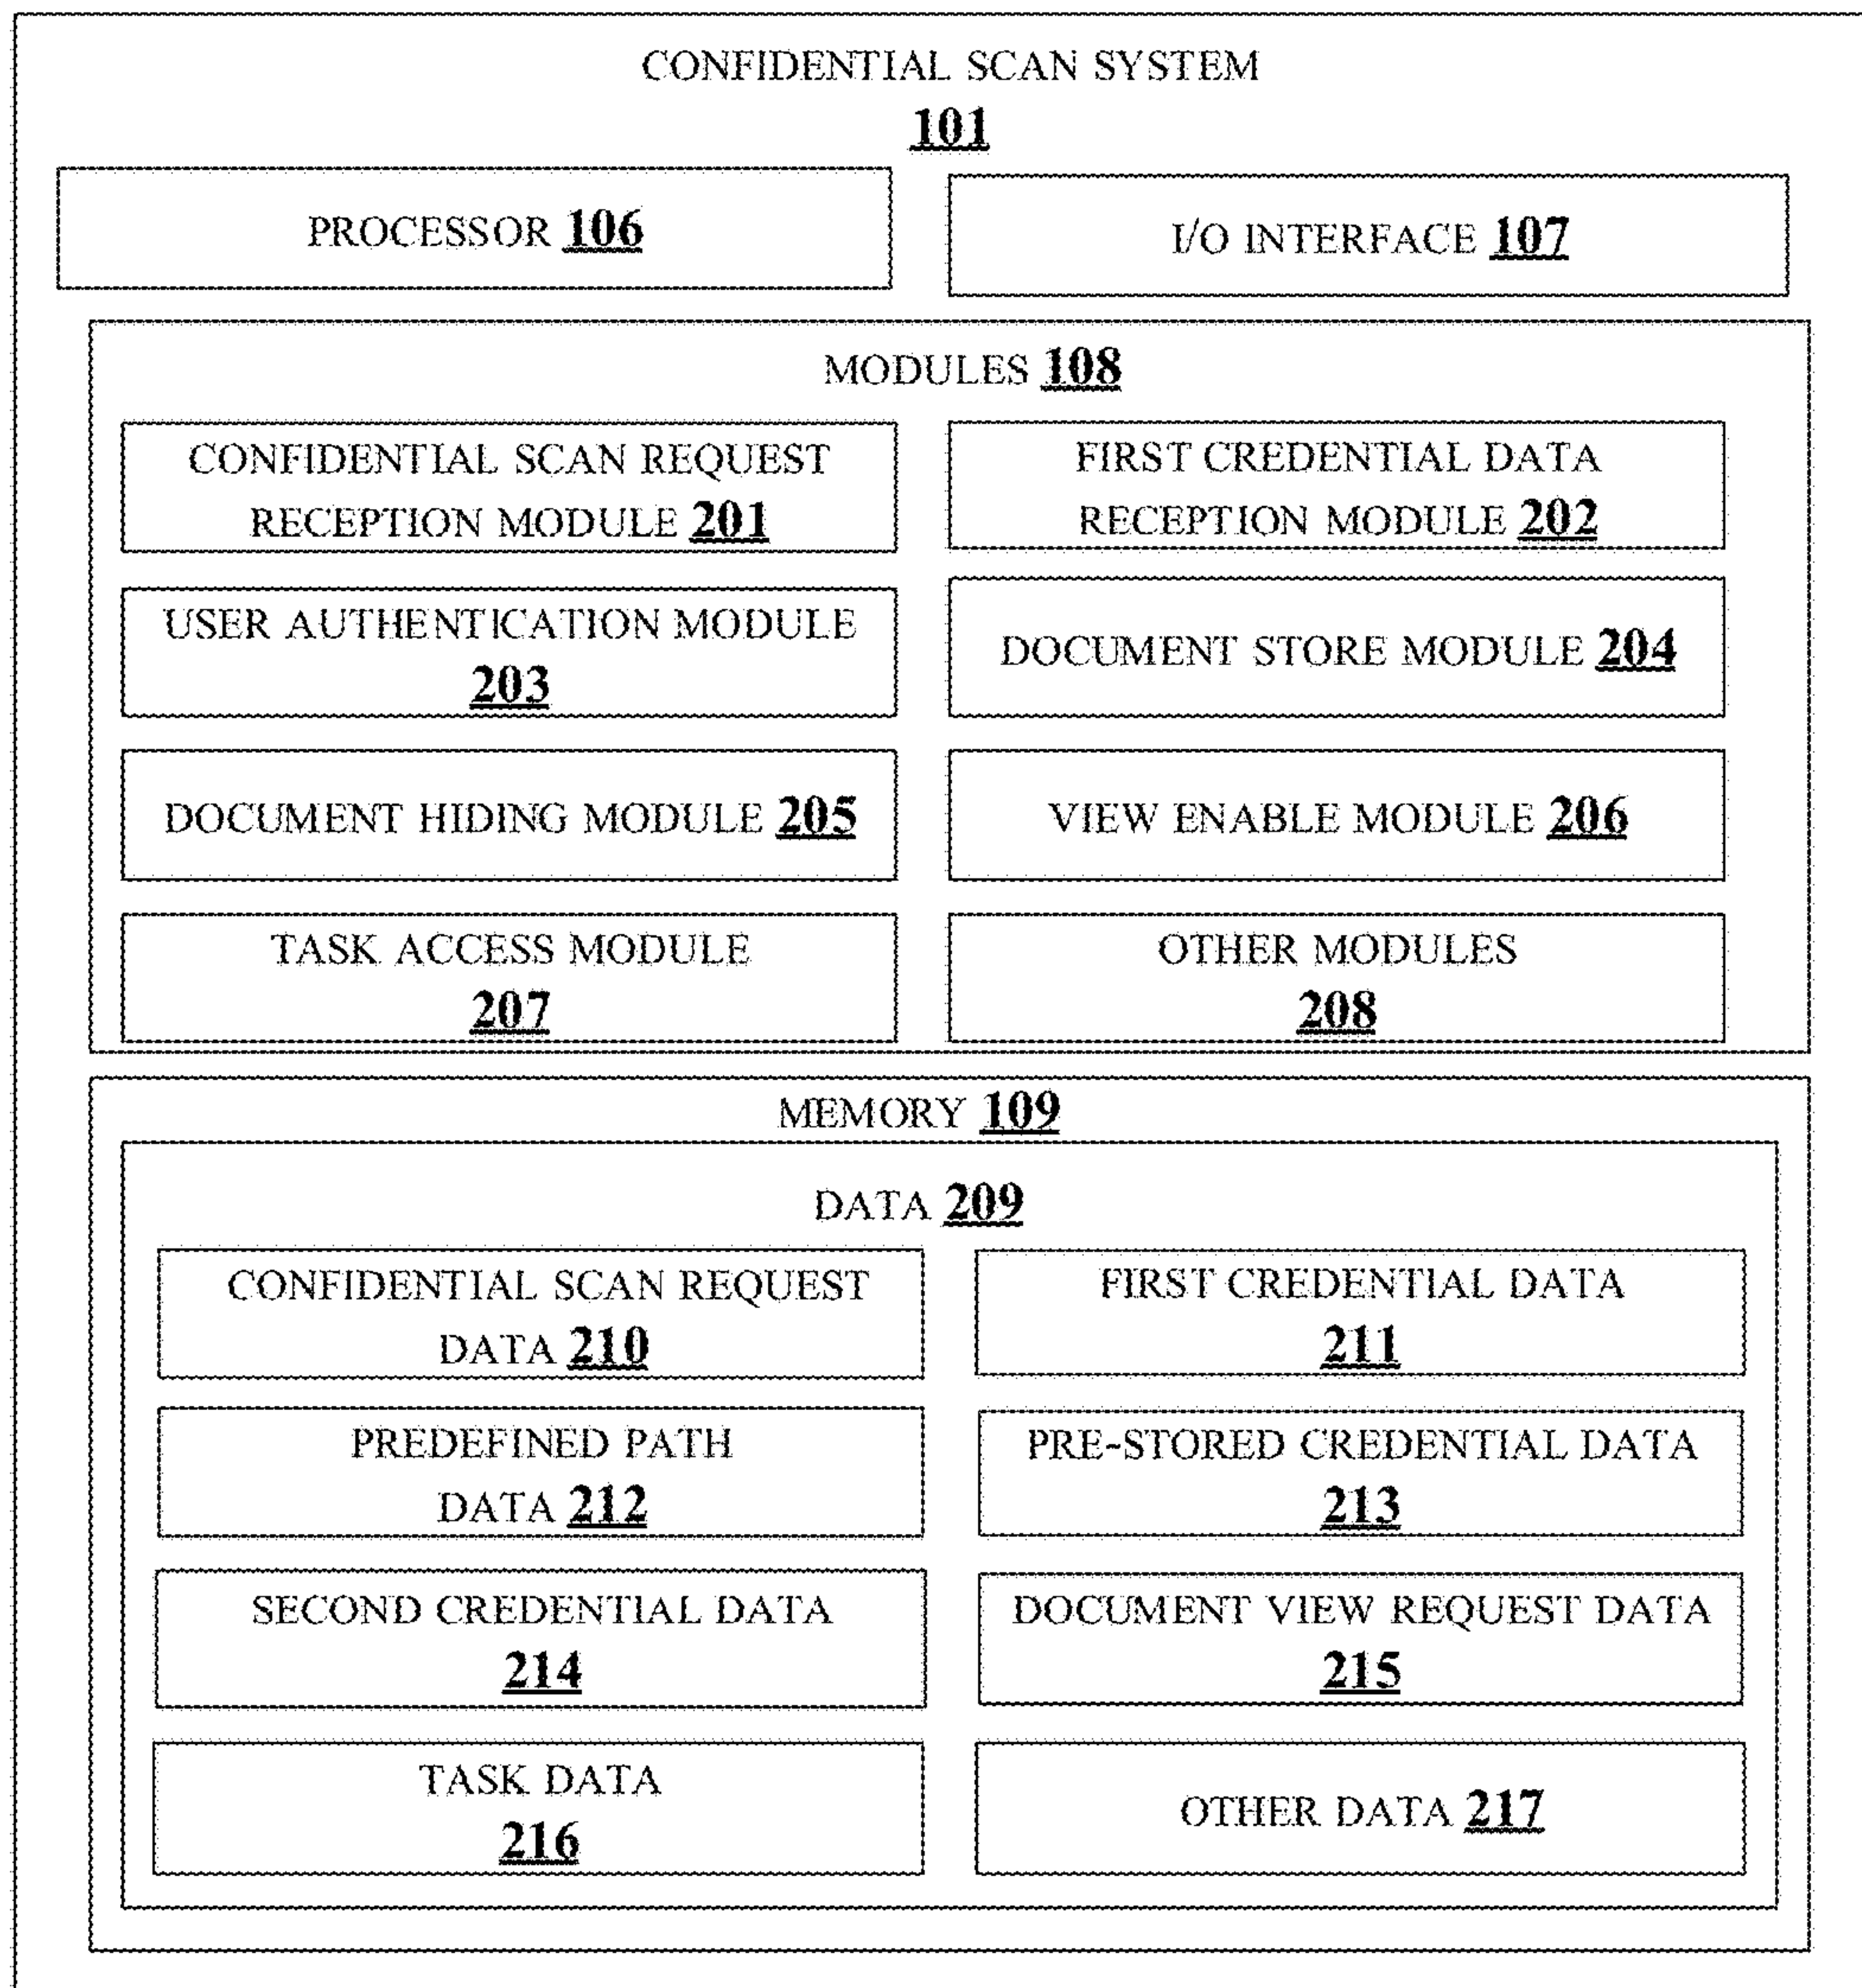 CONFIDENTIAL SCAN SYSTEM
101
PROCESSOR 106
I/O INTERFACE 107
MODULES 108
CONFIDENTIAL SCAN REQUEST
RECEPTION MODULE 201
FIRST CREDENTIAL DATA
RECEPTION MODULE 202
USER AUTHENTICATION MODULE
203
DOCUMENT STORE MODULE 204
DOCUMENT HIDING MODULE 205
VIEW ENABLE MODULE 206
TASK ACCESS MODULE
207
OTHER MODULES
208
MEMORY 109
DATA 209
CONFIDENTIAL SCAN REQUEST
DATA 210
FIRST CREDENTIAL DATA
211
PREDEFINED PATH
DATA 212
PRE-STORED CREDENTIAL DATA
213
SECOND CREDENTIAL DATA
214
DOCUMENT VIEW REQUEST DATA
215
TASK DATA
216
OTHER DATA 217